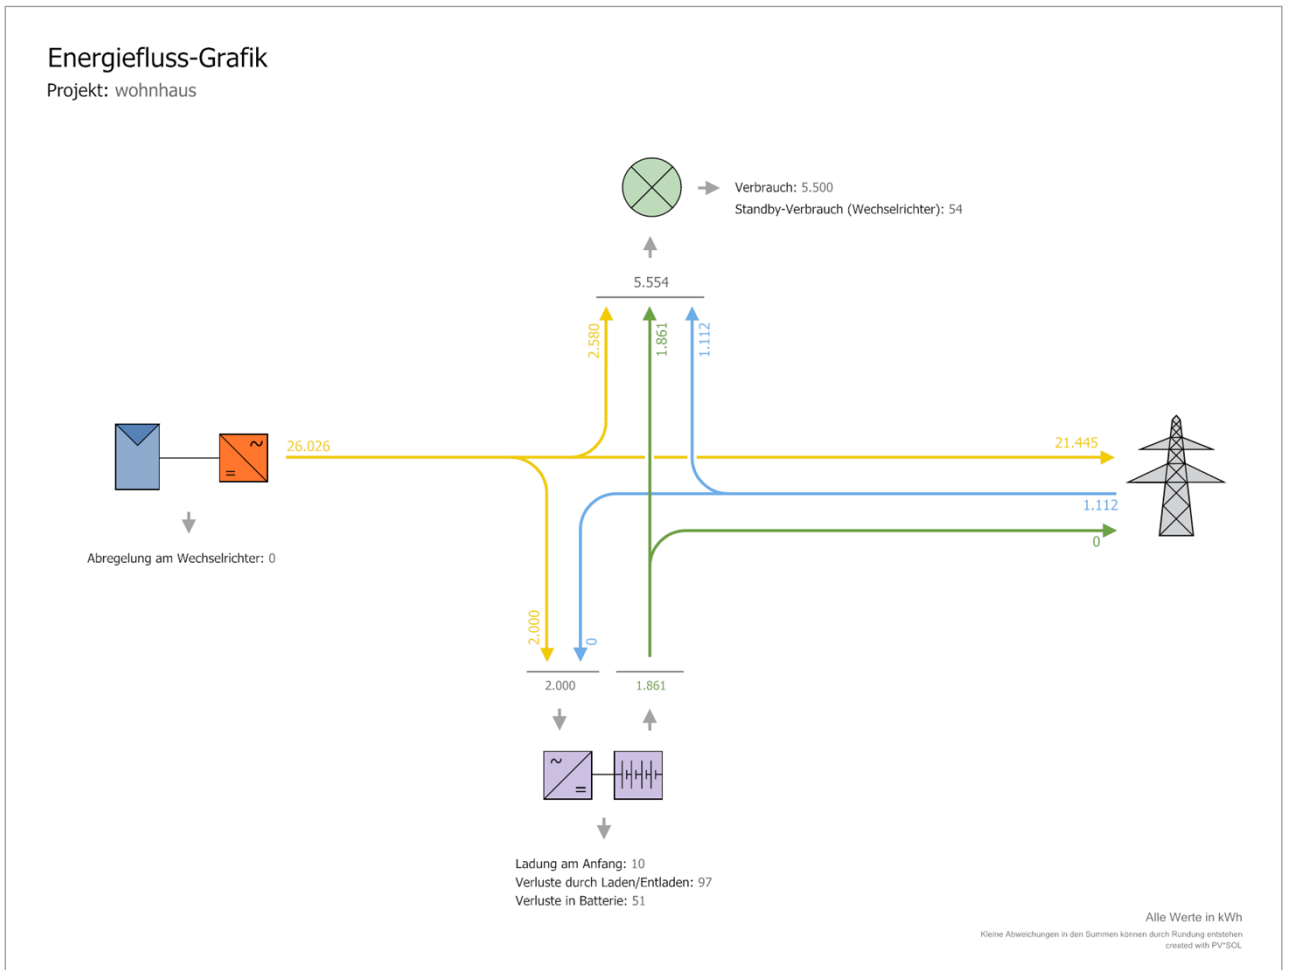 Energiefluss-Grafik
Projekt: wohnhaus
Verbrauch: 5.500
Standby-Verbrauch (Wechselrichter): 54
5.554
2.580
1.861
1.112
26.026
21.445
1.112
0
Abregelung am Wechselrichter: 0
2.000
0
2.000
1.861
Ladung am Anfang: 10
Verluste durch Laden/Entladen: 97
Verluste in Batterie: 51
Alle Werte in kWh
Kleine Abweichungen in den Summen können durch Rundung entstehen
created with PV*SOL